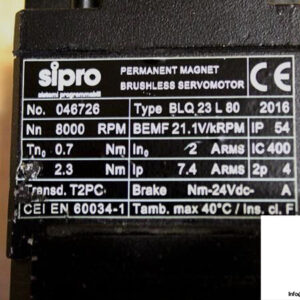 sipro
sistemi programmabili
PERMANENT MAGNET
BRUSHLESS SERVOMOTOR
CE
No. 046726 Type BLQ 23 L 80 2016
Nn 8000 RPM BEMF 21.1V/kRPM IP 54
Tn₀ 0.7 Nm In₀ 2 ARMS IC 400
2.3 Nm Ip 7.4 ARMS 2p 4
Transd. T2PC Brake Nm-24Vdc- A
CEI EN 60034-1 Tamb. max 40°C / Ins. cl. F